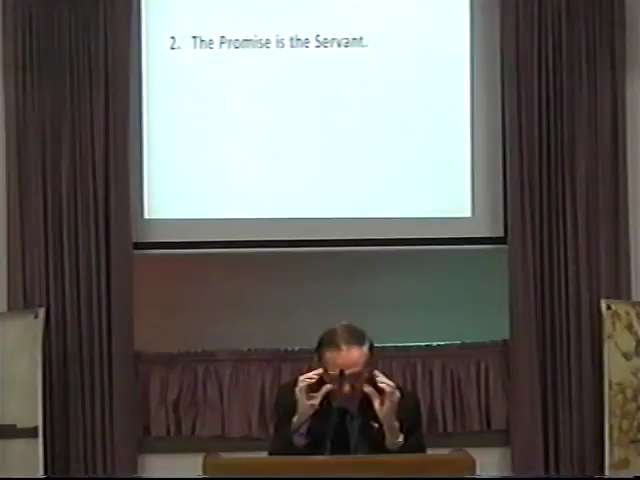 2. The Promise is the Servant.